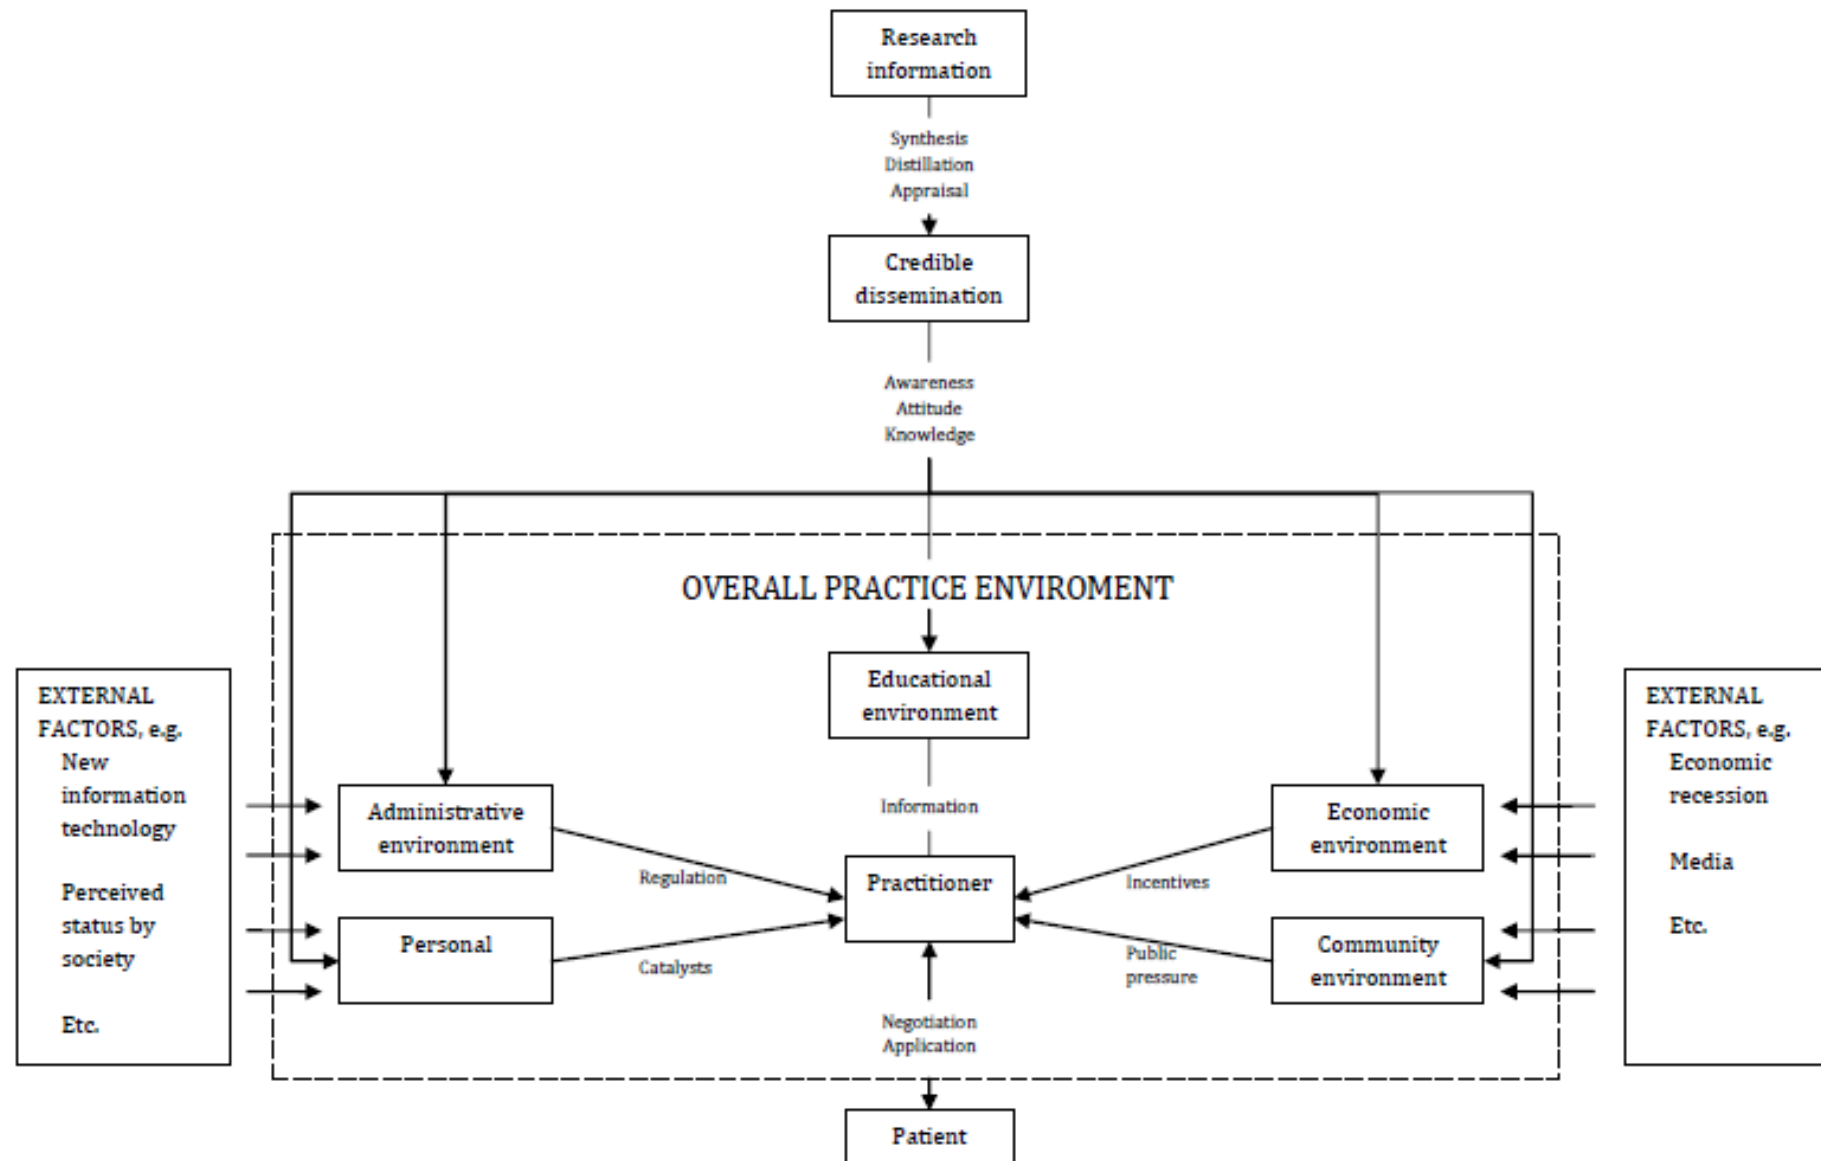 Research
information
Synthesis
Distillation
Appraisal
Credible
dissemination
Awareness
Attitude
Knowledge
OVERALL PRACTICE ENVIROMENT
Educational
environment
EXTERNAL
FACTORS, e.g.
New
information
technology
Perceived
status by
society
Etc.
Administrative
environment
Regulation
Personal
Catalysts
Information
Practitioner
Negotiation
Application
Economic
environment
Incentives
Public
pressure
Community
environment
EXTERNAL
FACTORS, e.g.
Economic
recession
Media
Etc.
Patient